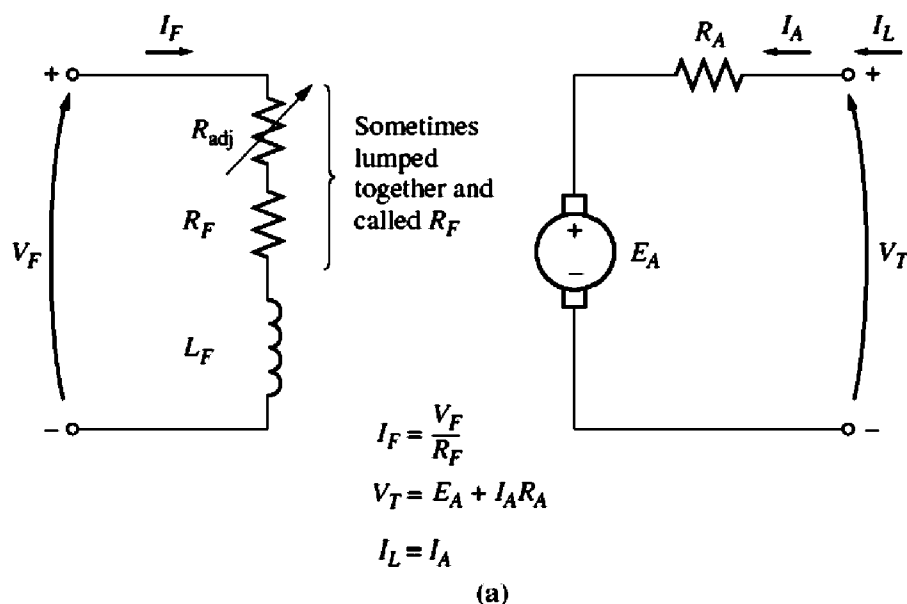 I_F
R_A
I_A
I_L
+
+
R_adj
Sometimes
lumped
together and
called R_F
R_F
V_F
+
−
E_A
V_T
L_F
−
−
I_F = V_F / R_F
V_T = E_A + I_A R_A
I_L = I_A
(a)